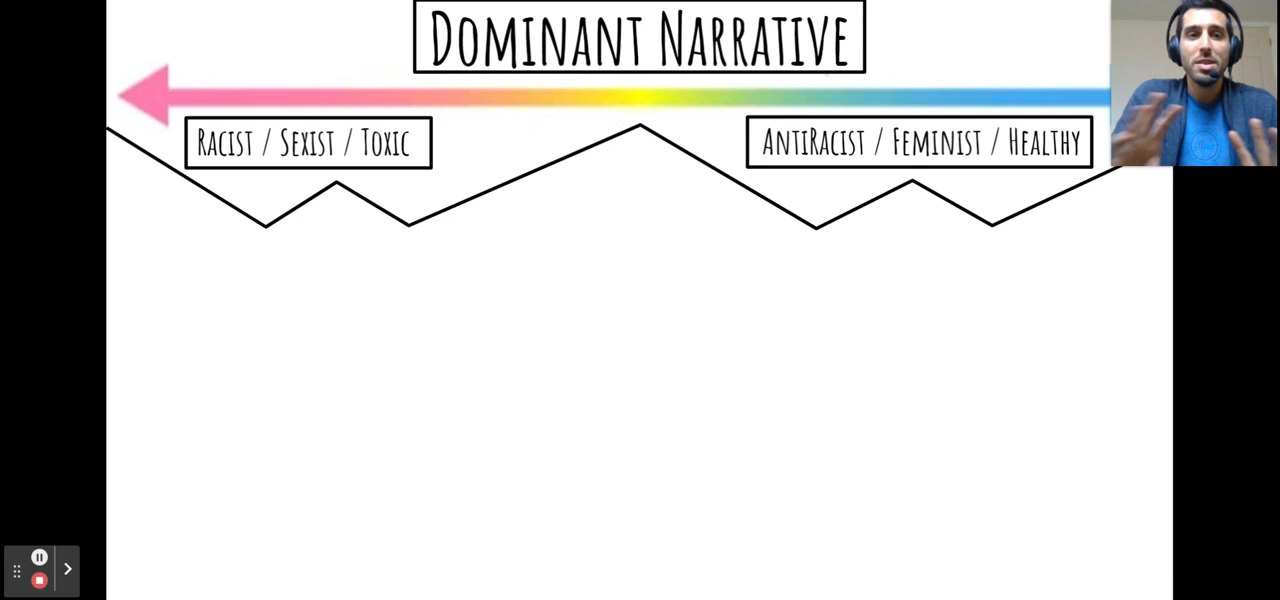 DOMINANT NARRATIVE
RACIST / SEXIST / TOXIC
ANTIRACIST / FEMINIST / HEALTHY